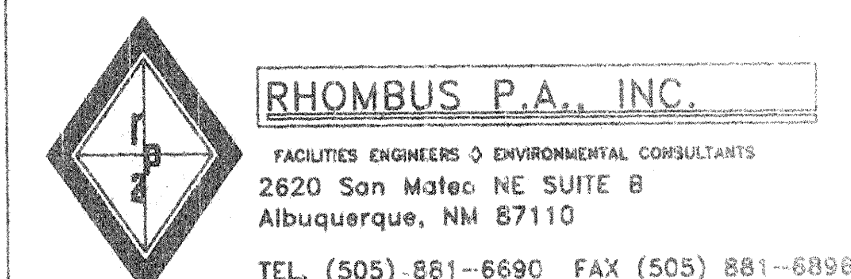 RHOMBUS P.A., INC.
FACILITIES ENGINEERS ◊ ENVIRONMENTAL CONSULTANTS
2620 San Mateo NE SUITE B
Albuquerque, NM 87110
TEL. (505)-881-6690 FAX (505) 881-6896